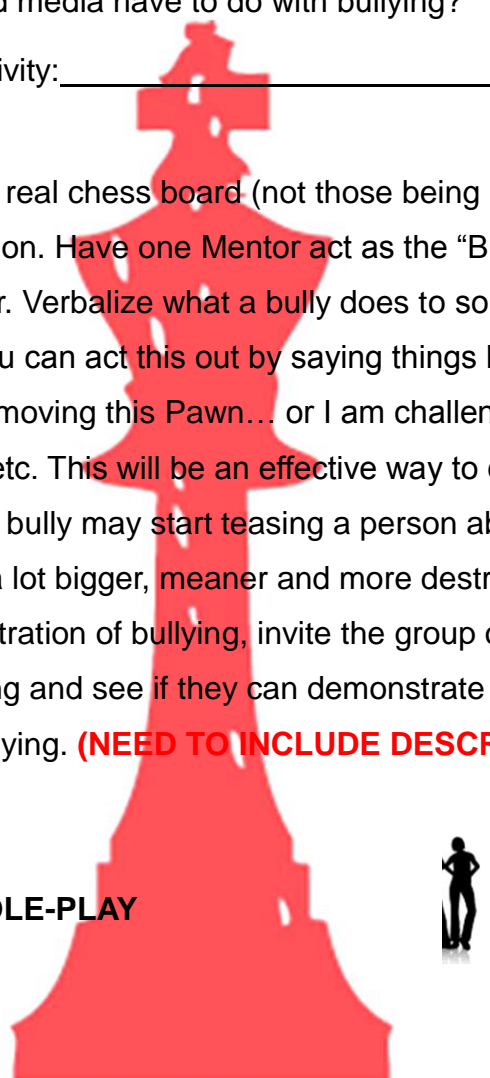 media have to do with bullying?
ivity:
real chess board (not those being
on. Have one Mentor act as the “B
r. Verbalize what a bully does to so
u can act this out by saying things
moving this Pawn… or I am challen
etc. This will be an effective way to
bully may start teasing a person ab
a lot bigger, meaner and more destr
tration of bullying, invite the group
ng and see if they can demonstrate
ying. (NEED TO INCLUDE DESCR
OLE-PLAY